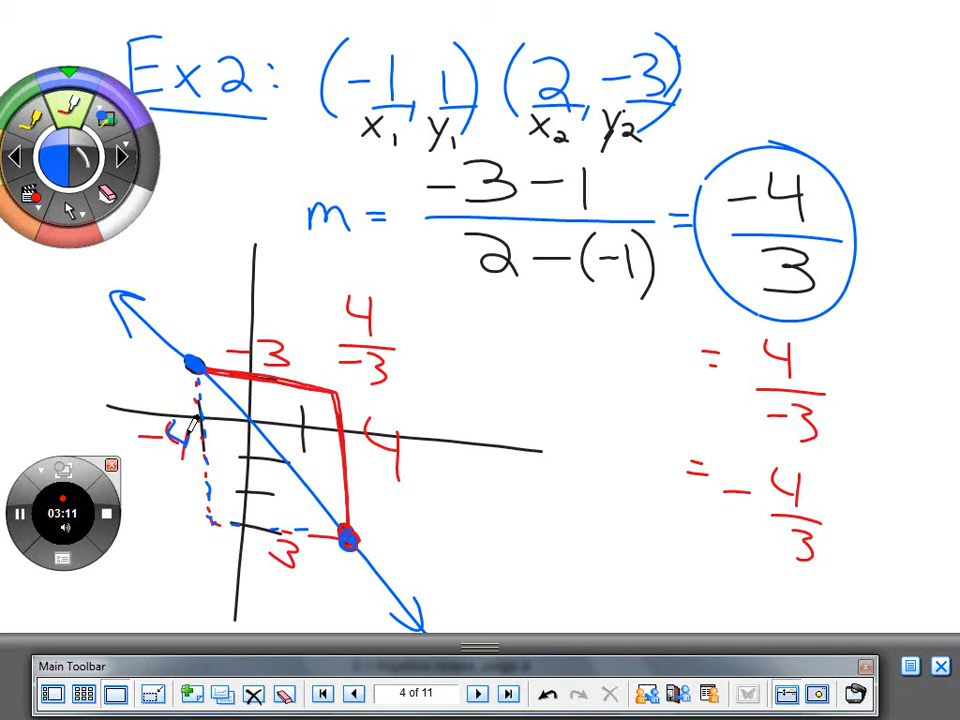 Ex 2: (-1, 1) (2, -3)
x₁ y₁ x₂ y₂
m = -3 - 1 / 2 - (-1) = -4 / 3
= 4 / -3
= - 4 / 3
-3
4 / -3
-4
4
3
03:11
Main Toolbar
4 of 11